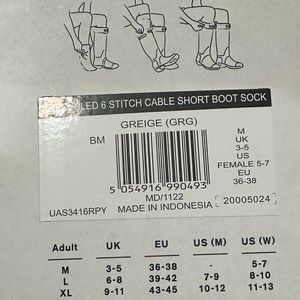 LED 6 STITCH CABLE SHORT BOOT SOCK
GREIGE (GRG)
BM
M
UK
3-5
US
FEMALE 5-7
EU
36-38
5 054916 990493
MD/1122
UAS3416RPY
MADE IN INDONESIA
20005024
Adult UK EU US (M) US (W)
M 3-5 36-38 - 5-7
L 6-8 39-42 7-9 8-10
XL 9-11 43-45 10-12 11-13